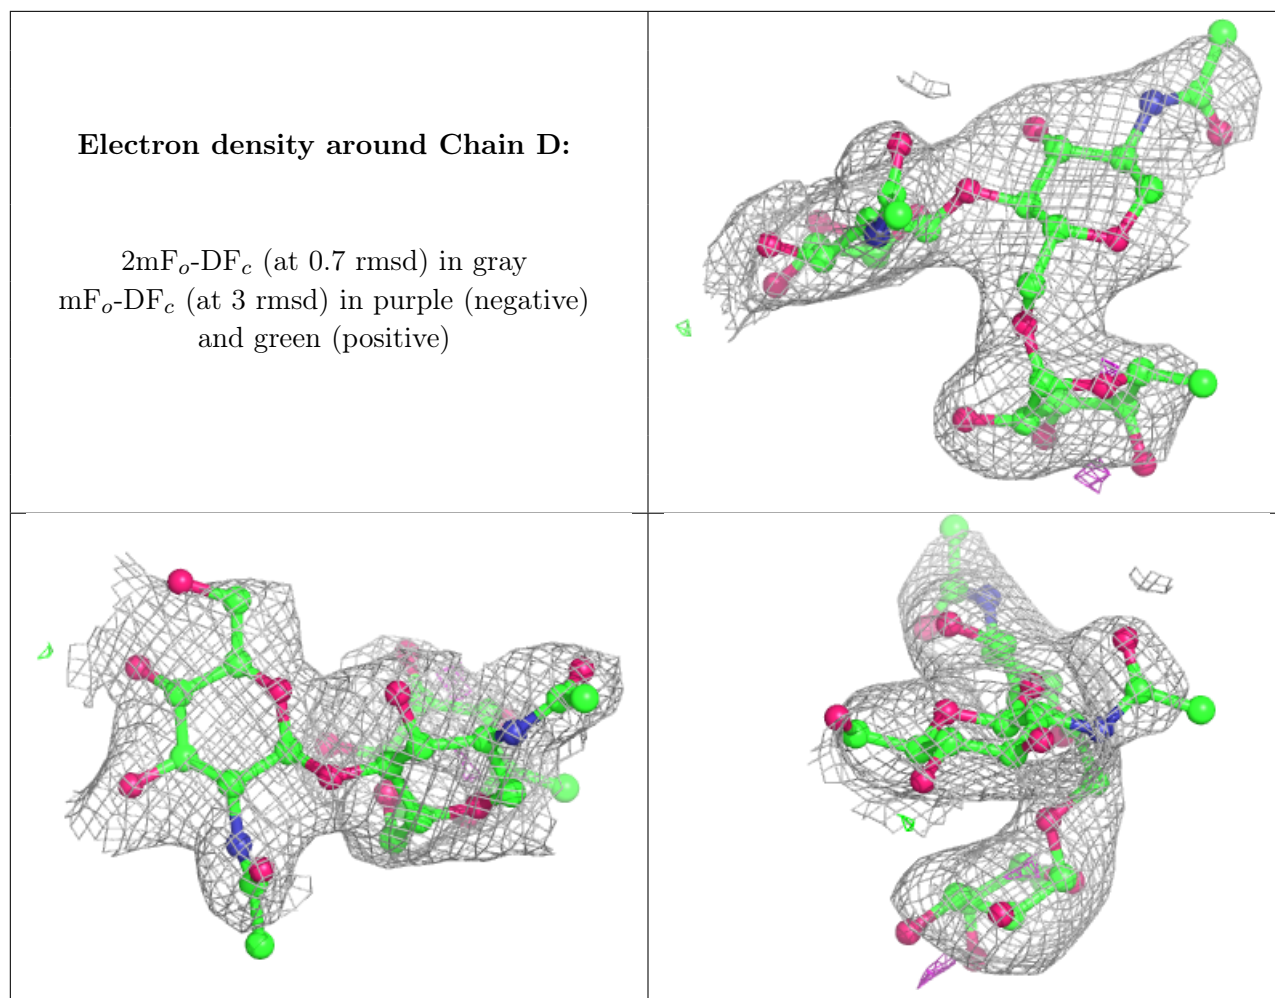 Electron density around Chain D:
2mFₒ-DF𝒸 (at 0.7 rmsd) in gray
mFₒ-DF𝒸 (at 3 rmsd) in purple (negative)
and green (positive)